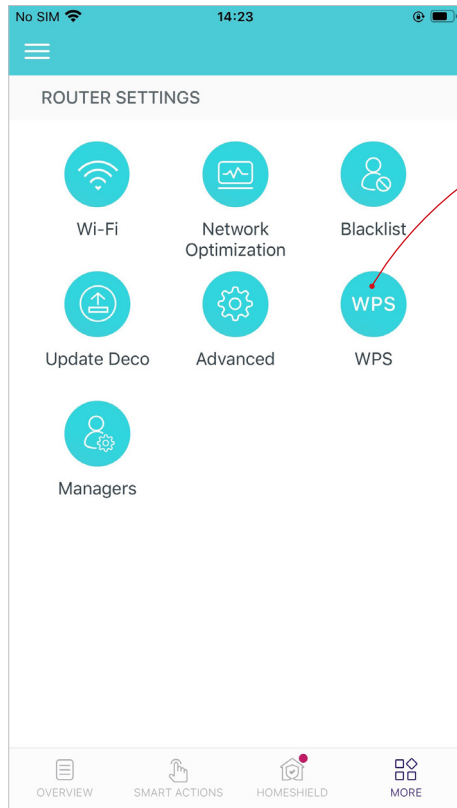 No SIM 14:23
ROUTER SETTINGS
Wi-Fi Network Optimization Blacklist
Update Deco Advanced WPS WPS
Managers
OVERVIEW SMART ACTIONS HOMESHIELD MORE